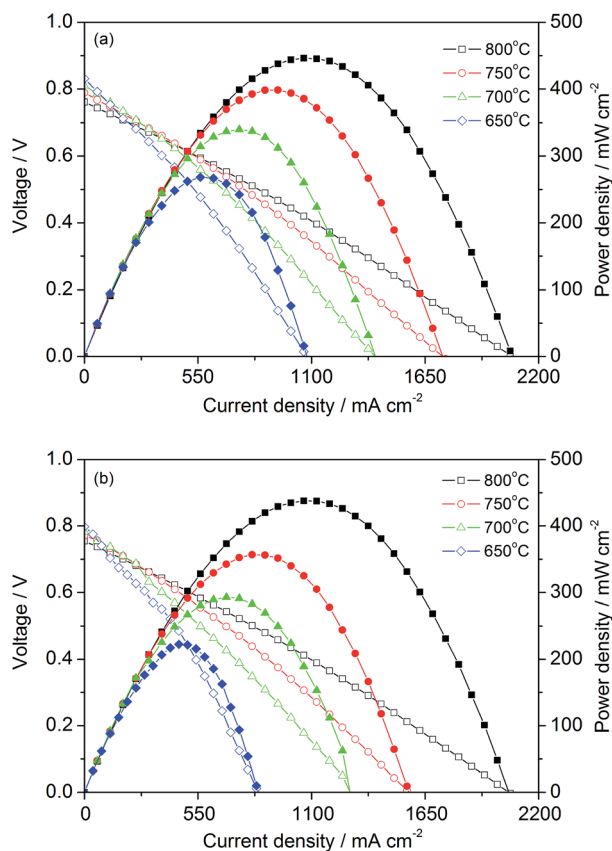 (a)
800°C
750°C
700°C
650°C
Voltage / V
1.0
0.8
0.6
0.4
0.2
0.0
Power density / mW cm⁻²
500
400
300
200
100
0
0 550 1100 1650 2200
Current density / mA cm⁻²
(b)
800°C
750°C
700°C
650°C
Voltage / V
1.0
0.8
0.6
0.4
0.2
0.0
Power density / mW cm⁻²
500
400
300
200
100
0
0 550 1100 1650 2200
Current density / mA cm⁻²